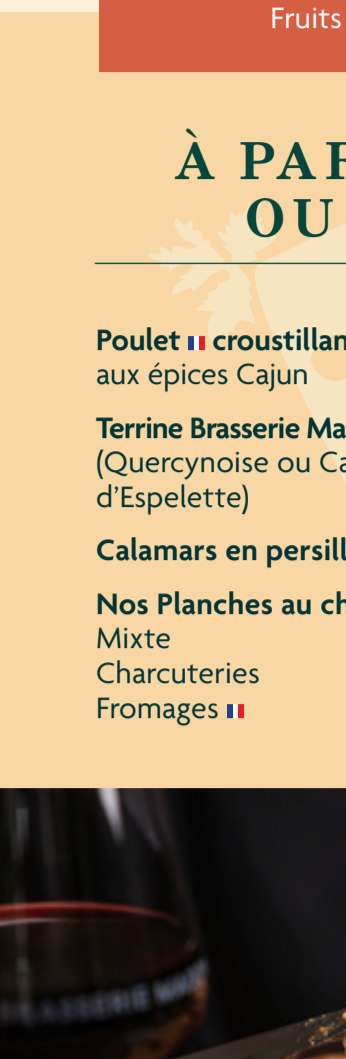 Fruits
À PAR
OU
Poulet croustillan
aux épices Cajun
Terrine Brasserie Ma
(Quercynoise ou Ca
d'Espelette)
Calamars en persill
Nos Planches au ch
Mixte
Charcuteries
Fromages
BRASSERIE